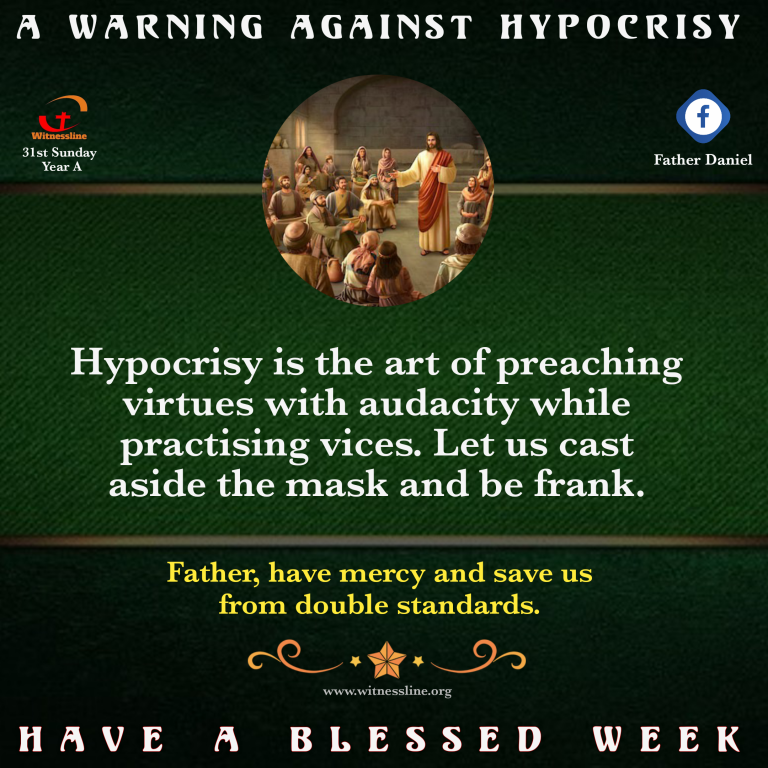 A WARNING AGAINST HYPOCRISY
Witnessline
31st Sunday
Year A
f
Father Daniel
Hypocrisy is the art of preaching
virtues with audacity while
practising vices. Let us cast
aside the mask and be frank.
Father, have mercy and save us
from double standards.
www.witnessline.org
HAVE A BLESSED WEEK